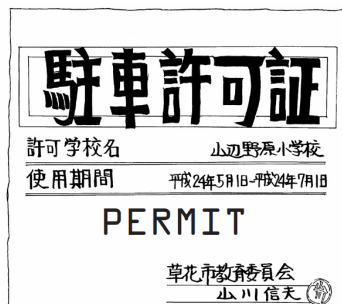 駐車許可証
許可学校名 山辺野原小学校
使用期間 平成24年5月1日-平成24年7月1日
PERMIT
草花市教育委員会
山川信夫